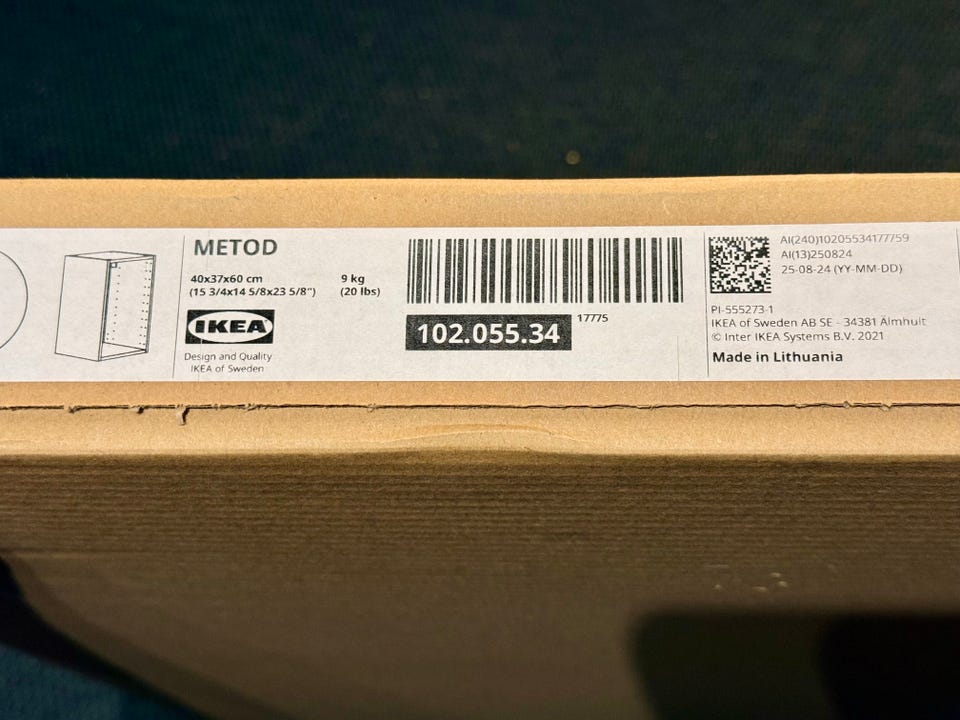 METOD
40x37x60 cm
(15 3/4x14 5/8x23 5/8")
9 kg
(20 lbs)
IKEA
Design and Quality
IKEA of Sweden
102.055.34
17775
AI(240)10205534177759
AI(13)250824
25-08-24 (YY-MM-DD)
PI-555273-1
IKEA of Sweden AB SE - 34381 Älmhult
© Inter IKEA Systems B.V. 2021
Made in Lithuania